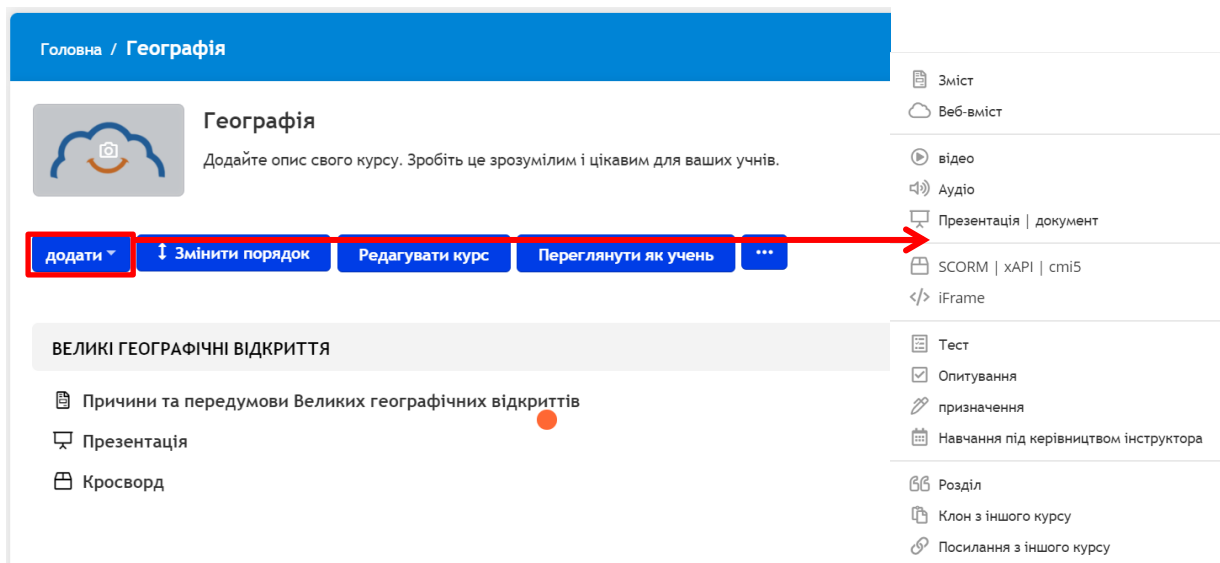 Головна / Географія
Географія
Додайте опис свого курсу. Зробіть це зрозумілим і цікавим для ваших учнів.
додати
Змінити порядок
Редагувати курс
Переглянути як учень
···
ВЕЛИКІ ГЕОГРАФІЧНІ ВІДКРИТТЯ
Причини та передумови Великих географічних відкриттів
Презентація
Кросворд
Зміст
Веб-вміст
відео
Аудіо
Презентація | документ
SCORM | xAPI | cmi5
iFrame
Тест
Опитування
призначення
Навчання під керівництвом інструктора
Розділ
Клон з іншого курсу
Посилання з іншого курсу